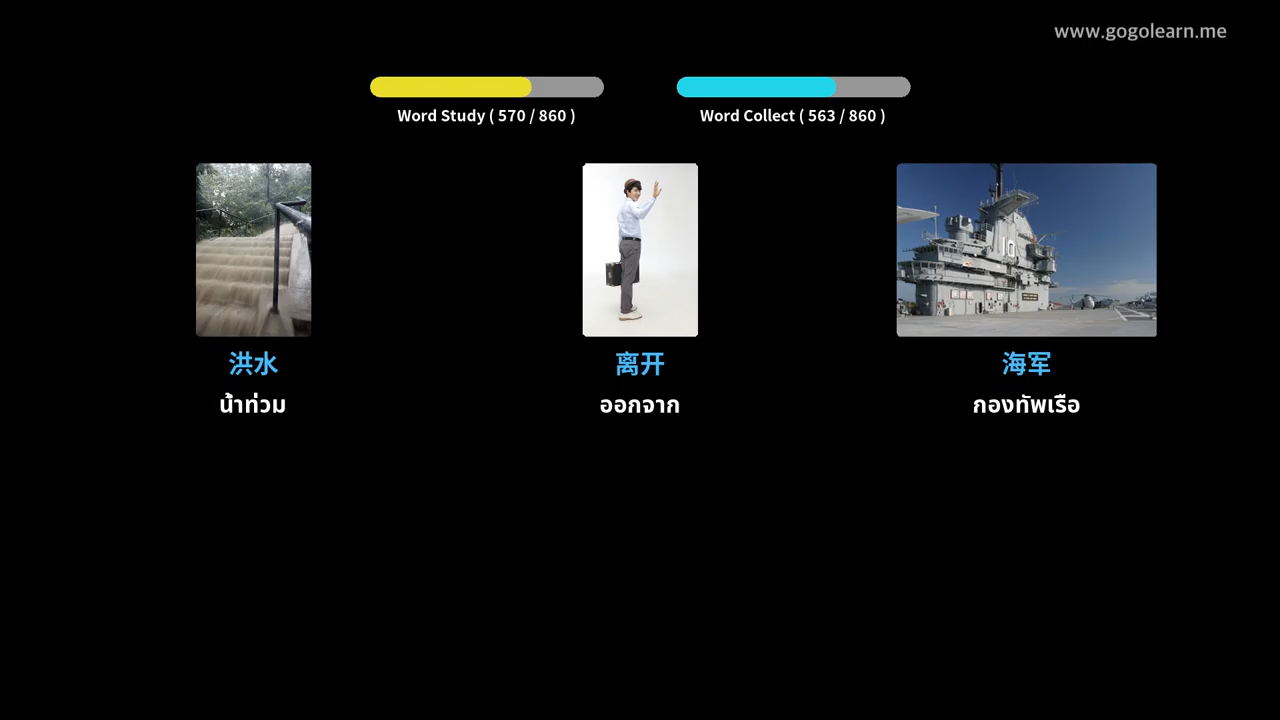 www.gogolearn.me
Word Study ( 570 / 860 )
Word Collect ( 563 / 860 )
洪水
离开
海军
น้ำท่วม
ออกจาก
กองทัพเรือ
16